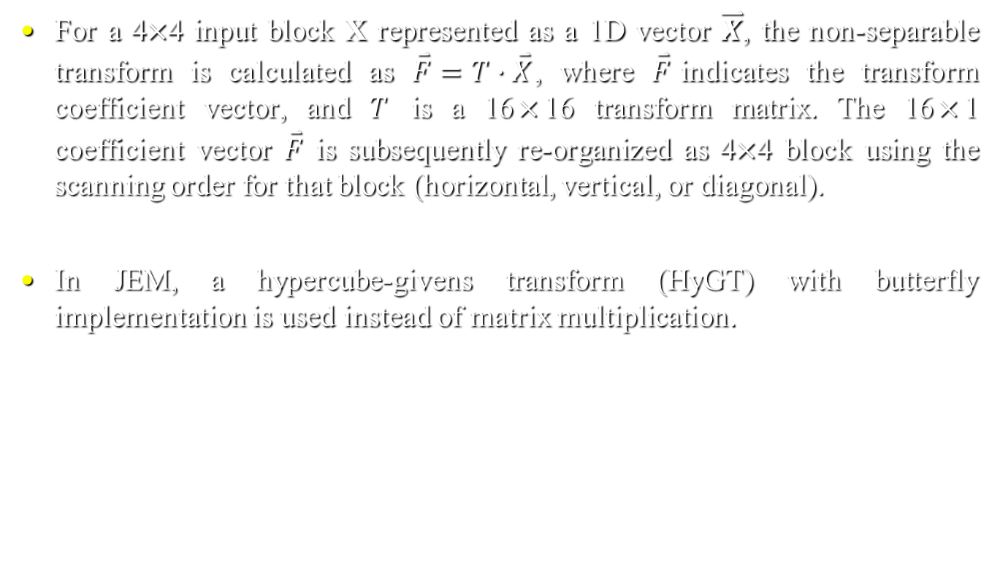 • For a 4×4 input block X represented as a 1D vector $\vec{X}$, the non-separable
transform is calculated as $\vec{F} = T \cdot \vec{X}$, where $\vec{F}$ indicates the transform
coefficient vector, and $T$ is a 16×16 transform matrix. The 16×1
coefficient vector $\vec{F}$ is subsequently re-organized as 4×4 block using the
scanning order for that block (horizontal, vertical, or diagonal).
• In JEM, a hypercube-givens transform (HyGT) with butterfly
implementation is used instead of matrix multiplication.